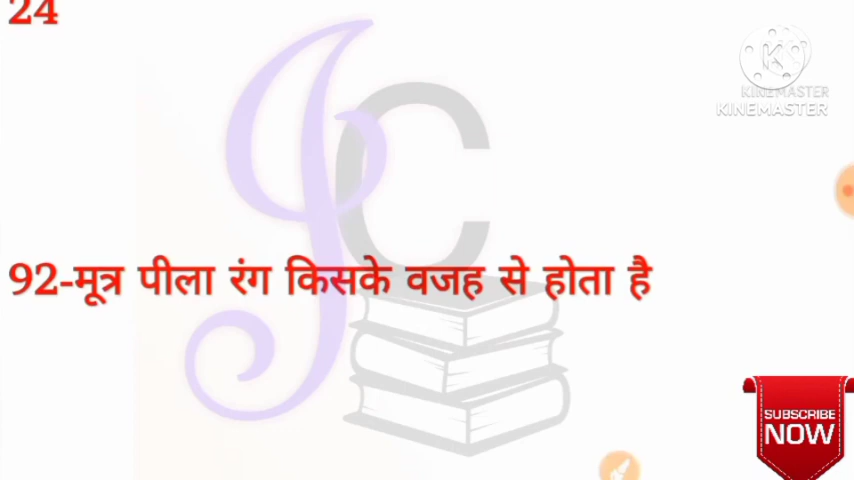 24
KINEMASTER
KINEMASTER
92-मूत्र पीला रंग किसके वजह से होता है
SUBSCRIBE
NOW